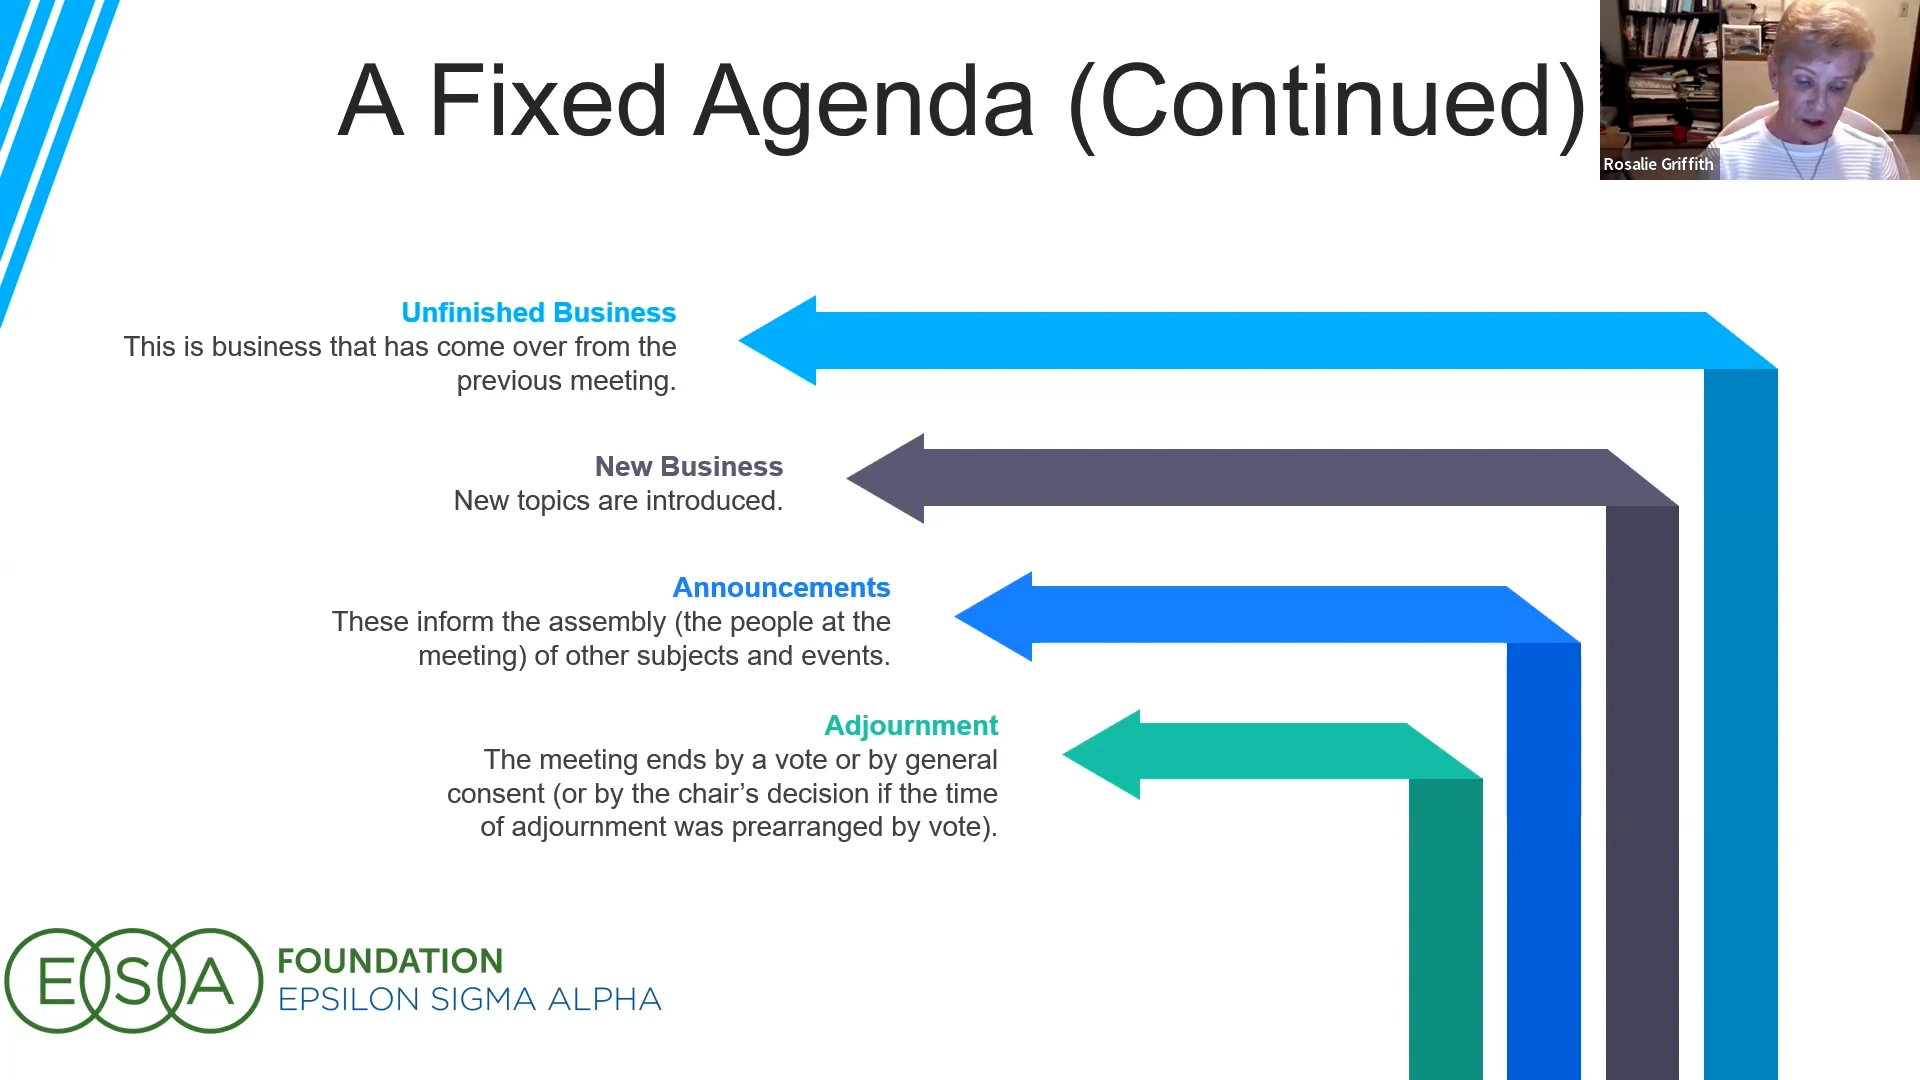 A Fixed Agenda (Continued)
Rosalie Griffith
Unfinished Business
This is business that has come over from the
previous meeting.
New Business
New topics are introduced.
Announcements
These inform the assembly (the people at the
meeting) of other subjects and events.
Adjournment
The meeting ends by a vote or by general
consent (or by the chair’s decision if the time
of adjournment was prearranged by vote).
ESA
FOUNDATION
EPSILON SIGMA ALPHA